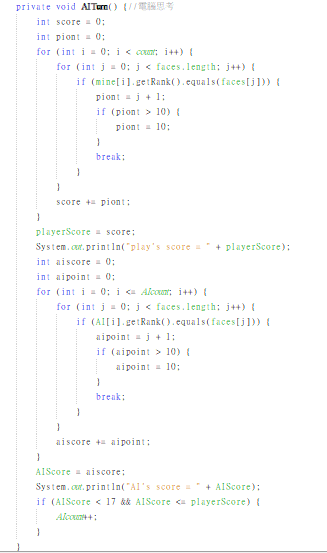 private void AITurn() {//電腦思考
int score = 0;
int piont = 0;
for (int i = 0; i < count; i++) {
for (int j = 0; j < faces.length; j++) {
if (mine[i].getRank().equals(faces[j])) {
piont = j + 1;
if (piont > 10) {
piont = 10;
}
break;
}
}
score += piont;
}
playerScore = score;
System.out.println("play's score = " + playerScore);
int aiscore = 0;
int aipoint = 0;
for (int i = 0; i <= AIcount; i++) {
for (int j = 0; j < faces.length; j++) {
if (AI[i].getRank().equals(faces[j])) {
aipoint = j + 1;
if (aipoint > 10) {
aipoint = 10;
}
break;
}
}
aiscore += aipoint;
}
AIScore = aiscore;
System.out.println("AI's score = " + AIScore);
if (AIScore < 17 && AIScore <= playerScore) {
AIcount++;
}
}